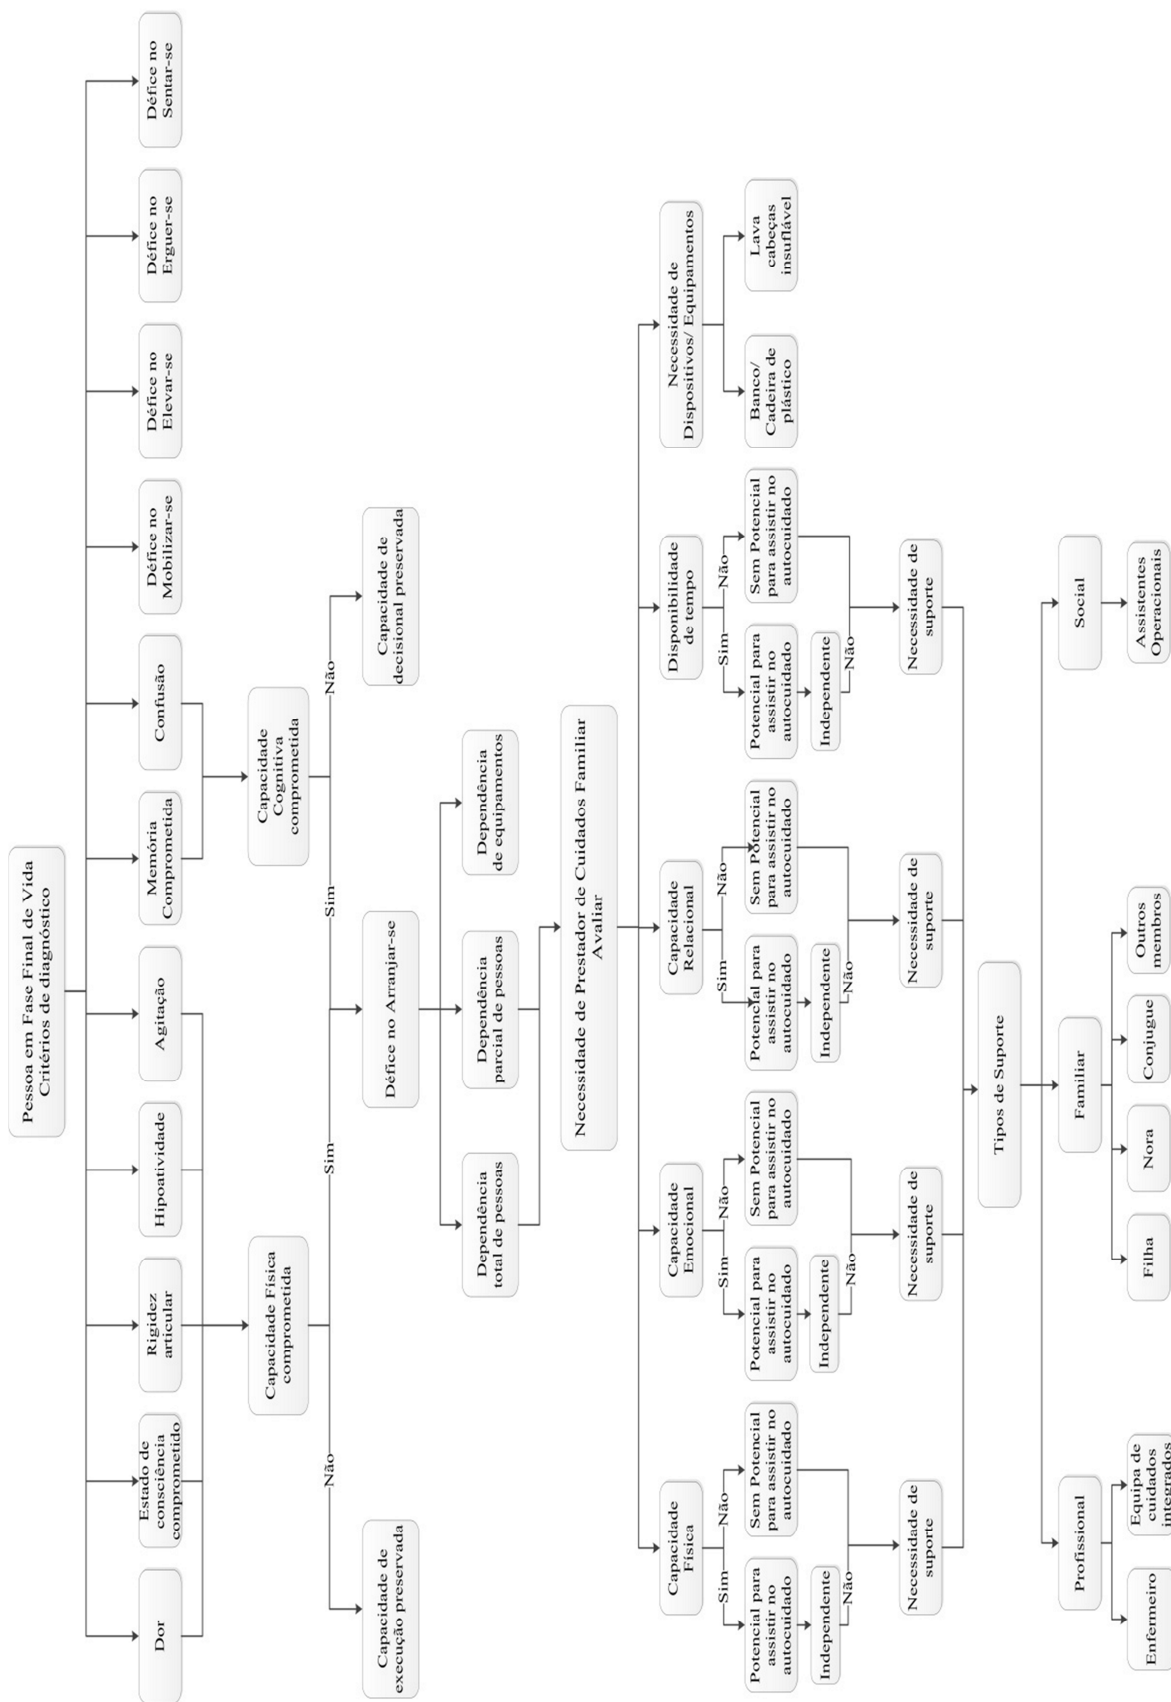 Pessoa em Fase Final de Vida
Critérios de diagnóstico
Dor
Estado de
consciência
comprometido
Rigidez
articular
Hipoatividade
Agitação
Memória
Comprometida
Confusão
Défice no
Mobilizar-se
Défice no
Elevar-se
Défice no
Erguer-se
Défice no
Sentar-se
Capacidade Física
comprometida
Capacidade
Cognitiva
comprometida
Não
Sim
Sim
Não
Capacidade de
execução preservada
Défice no Arranjar-se
Capacidade de
decisional preservada
Dependência
total de pessoas
Dependência
parcial de pessoas
Dependência
de equipamentos
Necessidade de Prestador de Cuidados Familiar
Avaliar
Capacidade
Física
Capacidade
Emocional
Capacidade
Relacional
Disponibilidade
de tempo
Necessidade de
Dispositivos/ Equipamentos
Sim
Não
Sim
Não
Sim
Não
Sim
Não
Potencial para
assistir no
autocuidado
Sem Potencial
para assistir no
autocuidado
Potencial para
assistir no
autocuidado
Sem Potencial
para assistir no
autocuidado
Potencial para
assistir no
autocuidado
Sem Potencial
para assistir no
autocuidado
Potencial para
assistir no
autocuidado
Sem Potencial
para assistir no
autocuidado
Banco/
Cadeira de
plástico
Lava
cabeças
insuflável
Independente
Independente
Independente
Independente
Não
Não
Não
Não
Necessidade de
suporte
Necessidade de
suporte
Necessidade de
suporte
Necessidade de
suporte
Tipos de Suporte
Profissional
Familiar
Social
Enfermeiro
Equipa de
cuidados
integrados
Filha
Nora
Conjugue
Outros
membros
Assistentes
Operacionais